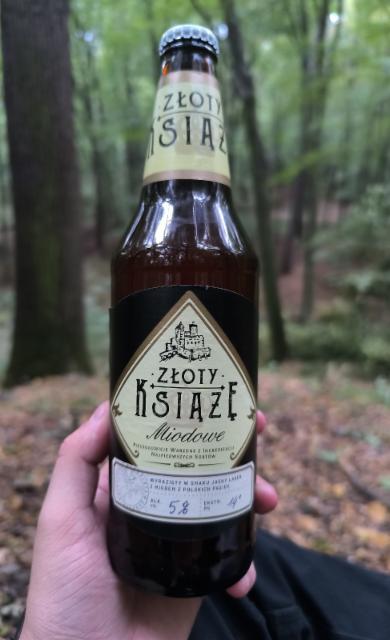 ZŁOTY
KSIĄŻĘ
ZŁOTY
KSIĄŻĘ
Miodowe
WYRAZISTY W SMAKU JASNY LAGER
Z MIODEM Z POLSKICH PASIEK
ALK. 5,8 EKSTR. 14°